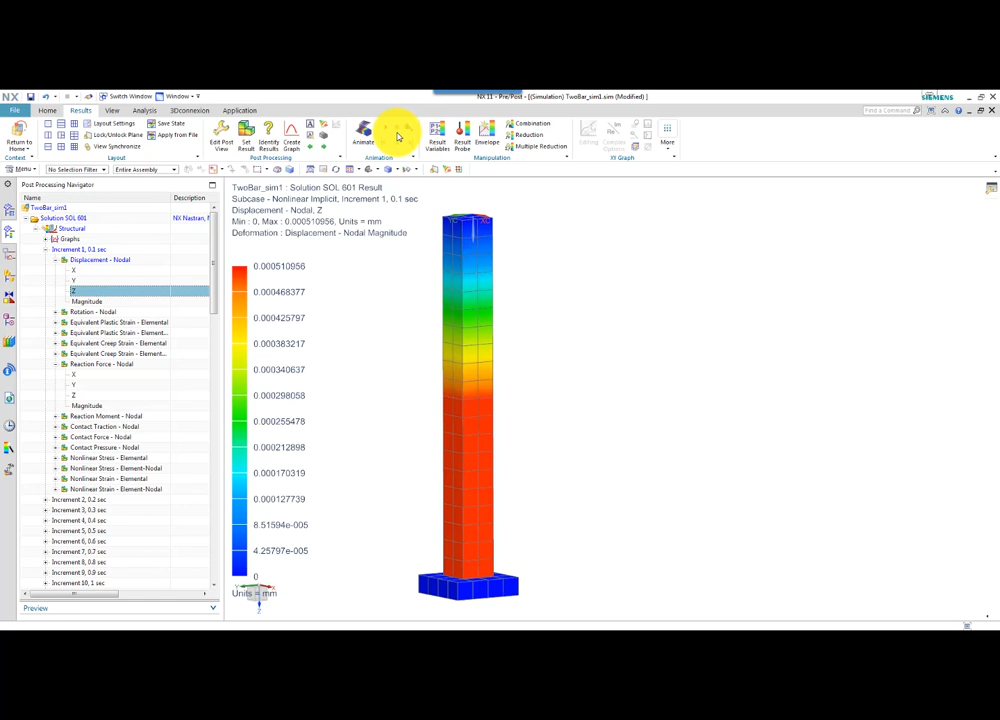 NX
Switch Window
Window
NX 11 - Pre/Post - [(Simulation) TwoBar_sim1.sim (Modified) ]
SIEMENS
File
Home
Results
View
Analysis
3Dconnexion
Application
Find a Command
Return to Home
Context
Layout Settings
Save State
Lock/Unlock Plane
Apply from File
View Synchronize
Layout
Edit Post View
Set Result
Identify Results
Create Graph
Post Processing
Animate
Animation
Result Variables
Result Probe
Envelope
Combination
Reduction
Multiple Reduction
Manipulation
Editing
Complex Options
XY Graph
More
Menu
No Selection Filter
Entire Assembly
Post Processing Navigator
Name
Description
TwoBar_sim1
Solution SOL 601
NX Nastran, N
Structural
Graphs
Increment 1, 0.1 sec
Displacement - Nodal
X
Y
Z
Magnitude
Rotation - Nodal
Equivalent Plastic Strain - Elemental
Equivalent Plastic Strain - Element...
Equivalent Creep Strain - Elemental
Equivalent Creep Strain - Element...
Reaction Force - Nodal
X
Y
Z
Magnitude
Reaction Moment - Nodal
Contact Traction - Nodal
Contact Force - Nodal
Contact Pressure - Nodal
Nonlinear Stress - Elemental
Nonlinear Stress - Element-Nodal
Nonlinear Strain - Elemental
Nonlinear Strain - Element-Nodal
Increment 2, 0.2 sec
Increment 3, 0.3 sec
Increment 4, 0.4 sec
Increment 5, 0.5 sec
Increment 6, 0.6 sec
Increment 7, 0.7 sec
Increment 8, 0.8 sec
Increment 9, 0.9 sec
Increment 10, 1 sec
Preview
TwoBar_sim1 : Solution SOL 601 Result
Subcase - Nonlinear Implicit, Increment 1, 0.1 sec
Displacement - Nodal, Z
Min : 0, Max : 0.000510956, Units = mm
Deformation : Displacement - Nodal Magnitude
0.000510956
0.000468377
0.000425797
0.000383217
0.000340637
0.000298058
0.000255478
0.000212898
0.000170319
0.000127739
8.51594e-005
4.25797e-005
0
Units = mm
Y
X
Z